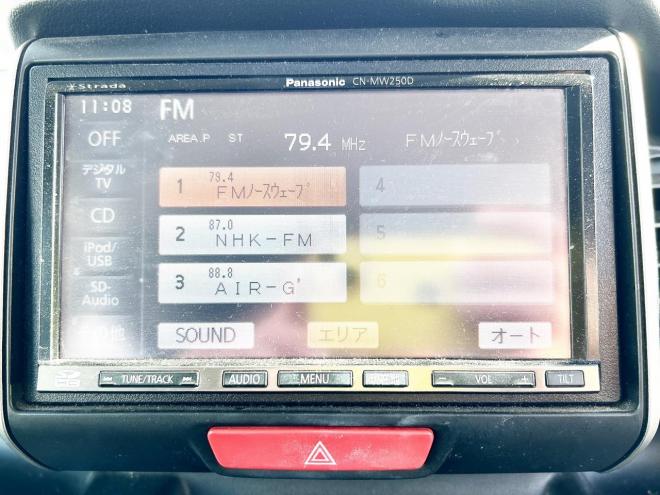 Strada
Panasonic CN-MW250D
11:08
FM
OFF
AREA.P ST 79.4 MHz FMノースウェーブ
デジタル
TV
1 79.4
FMノースウェーブ
4
CD
2 87.0
NHK-FM
5
iPod/
USB
3 88.8
AIR-G'
6
SD-
Audio
SOUND
エリア
オート
TUNE/TRACK
AUDIO
MENU
− VOL +
TILT